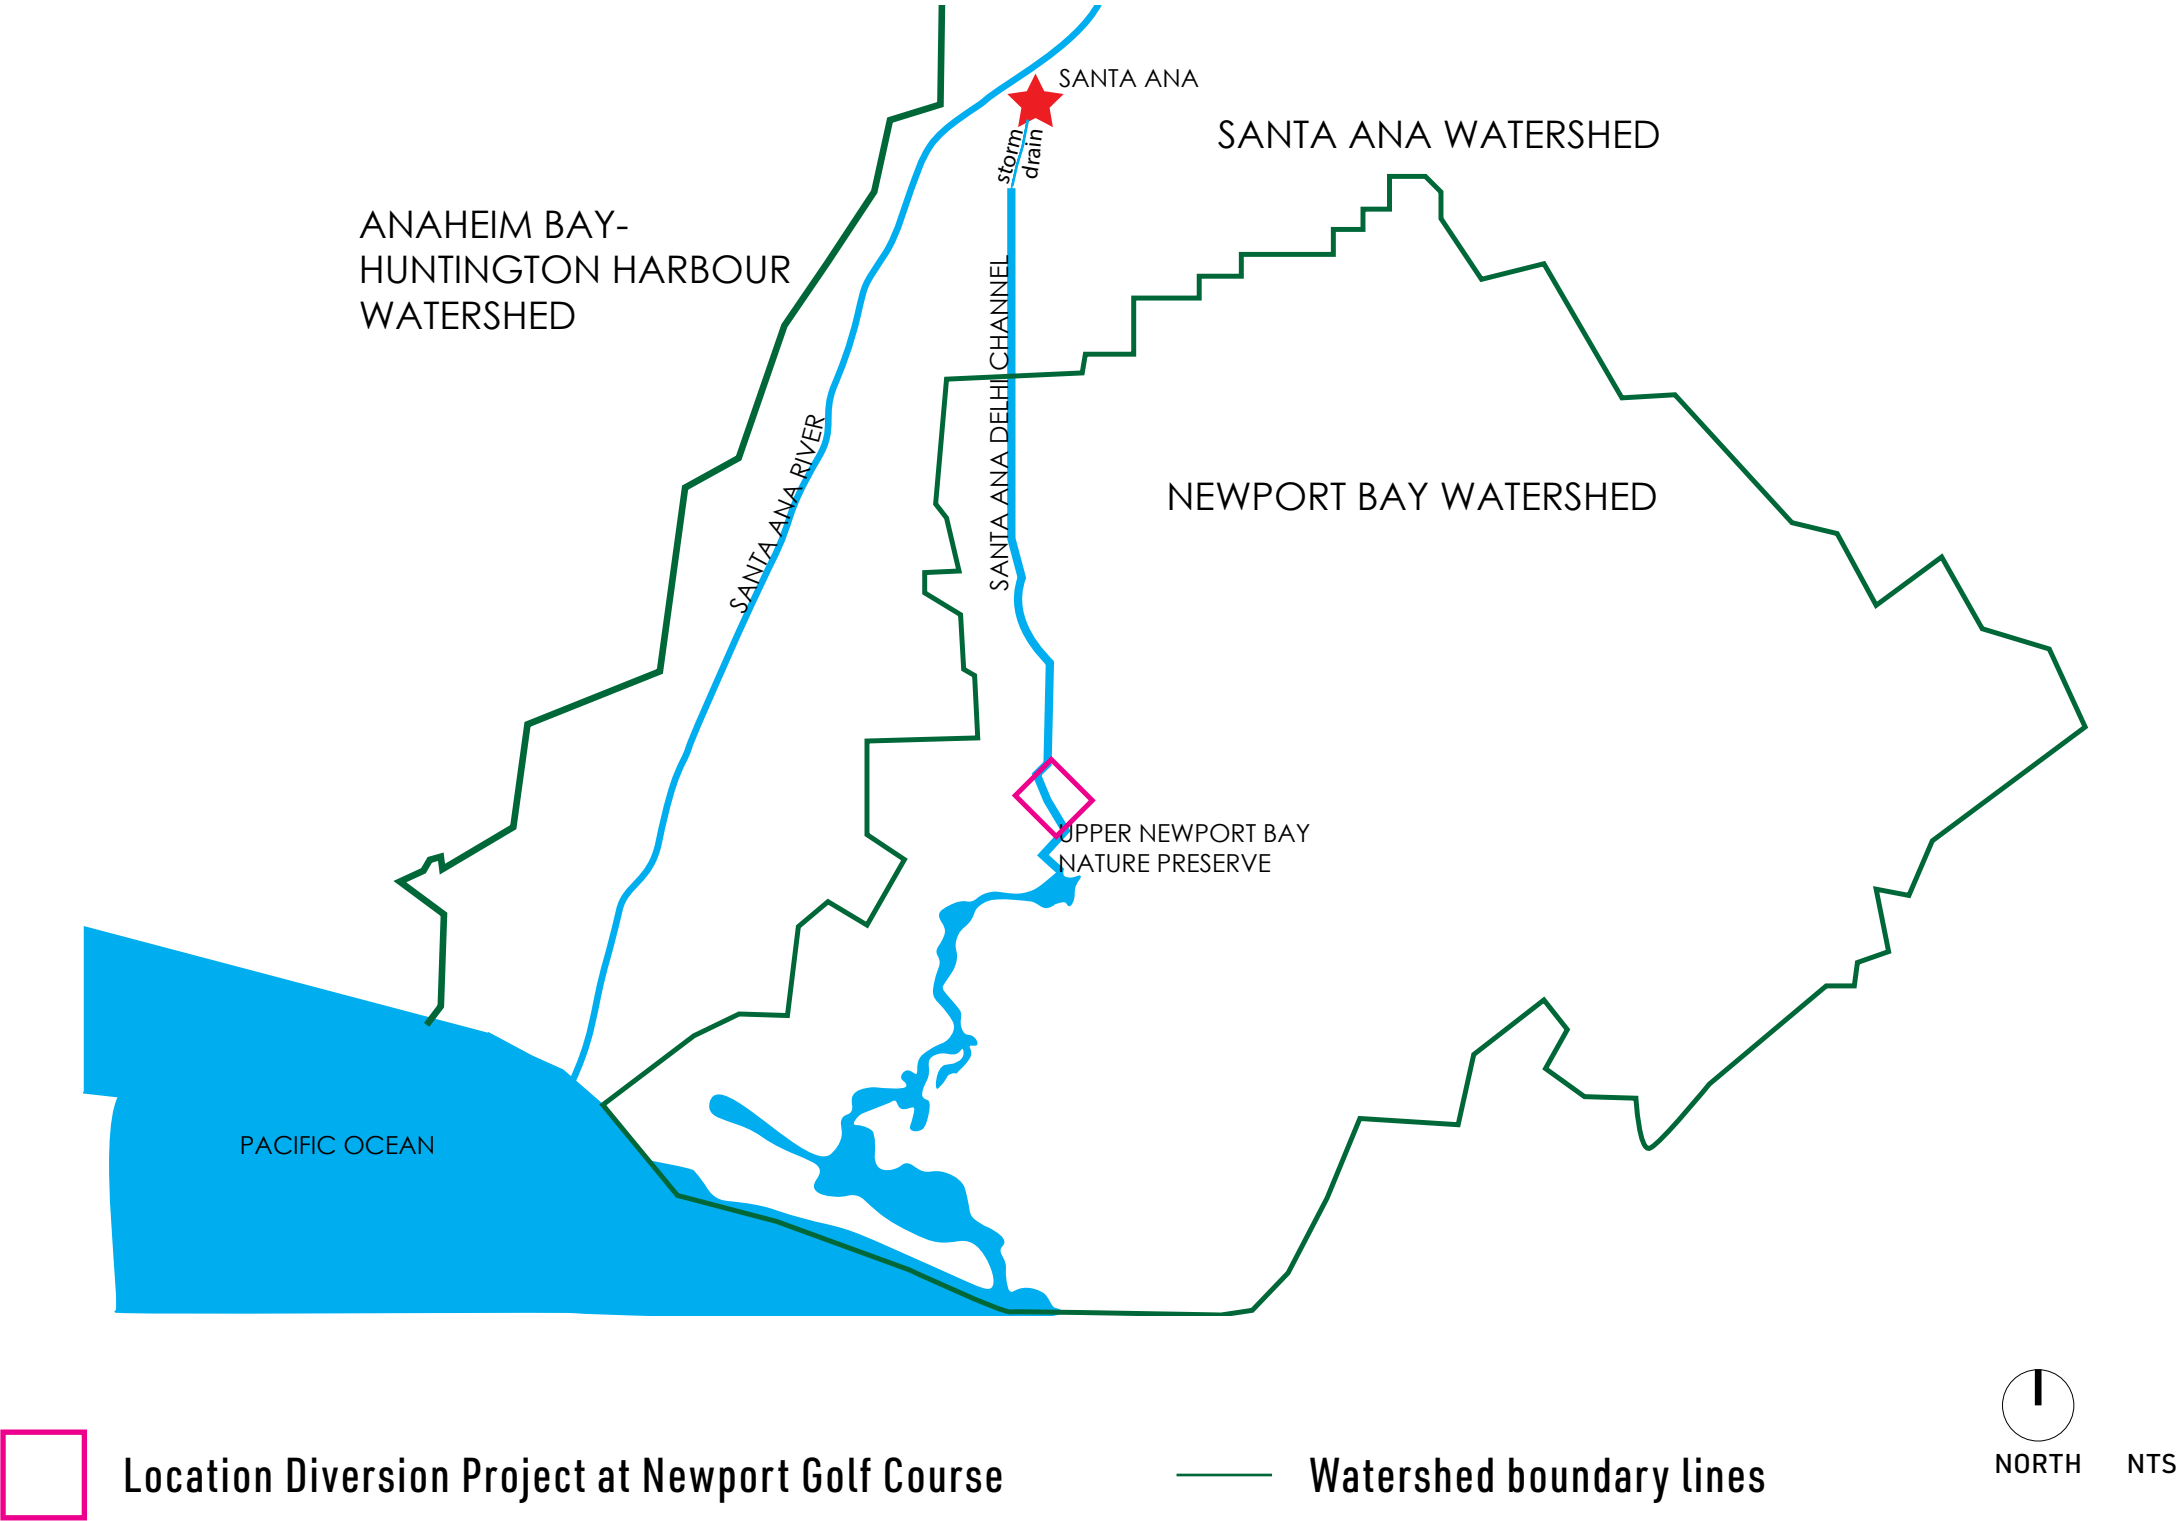 SANTA ANA
storm
drain
SANTA ANA WATERSHED
ANAHEIM BAY-
HUNTINGTON HARBOUR
WATERSHED
SANTA ANA DELHI CHANNEL
SANTA ANA RIVER
NEWPORT BAY WATERSHED
UPPER NEWPORT BAY
NATURE PRESERVE
PACIFIC OCEAN
Location Diversion Project at Newport Golf Course
Watershed boundary lines
NORTH NTS